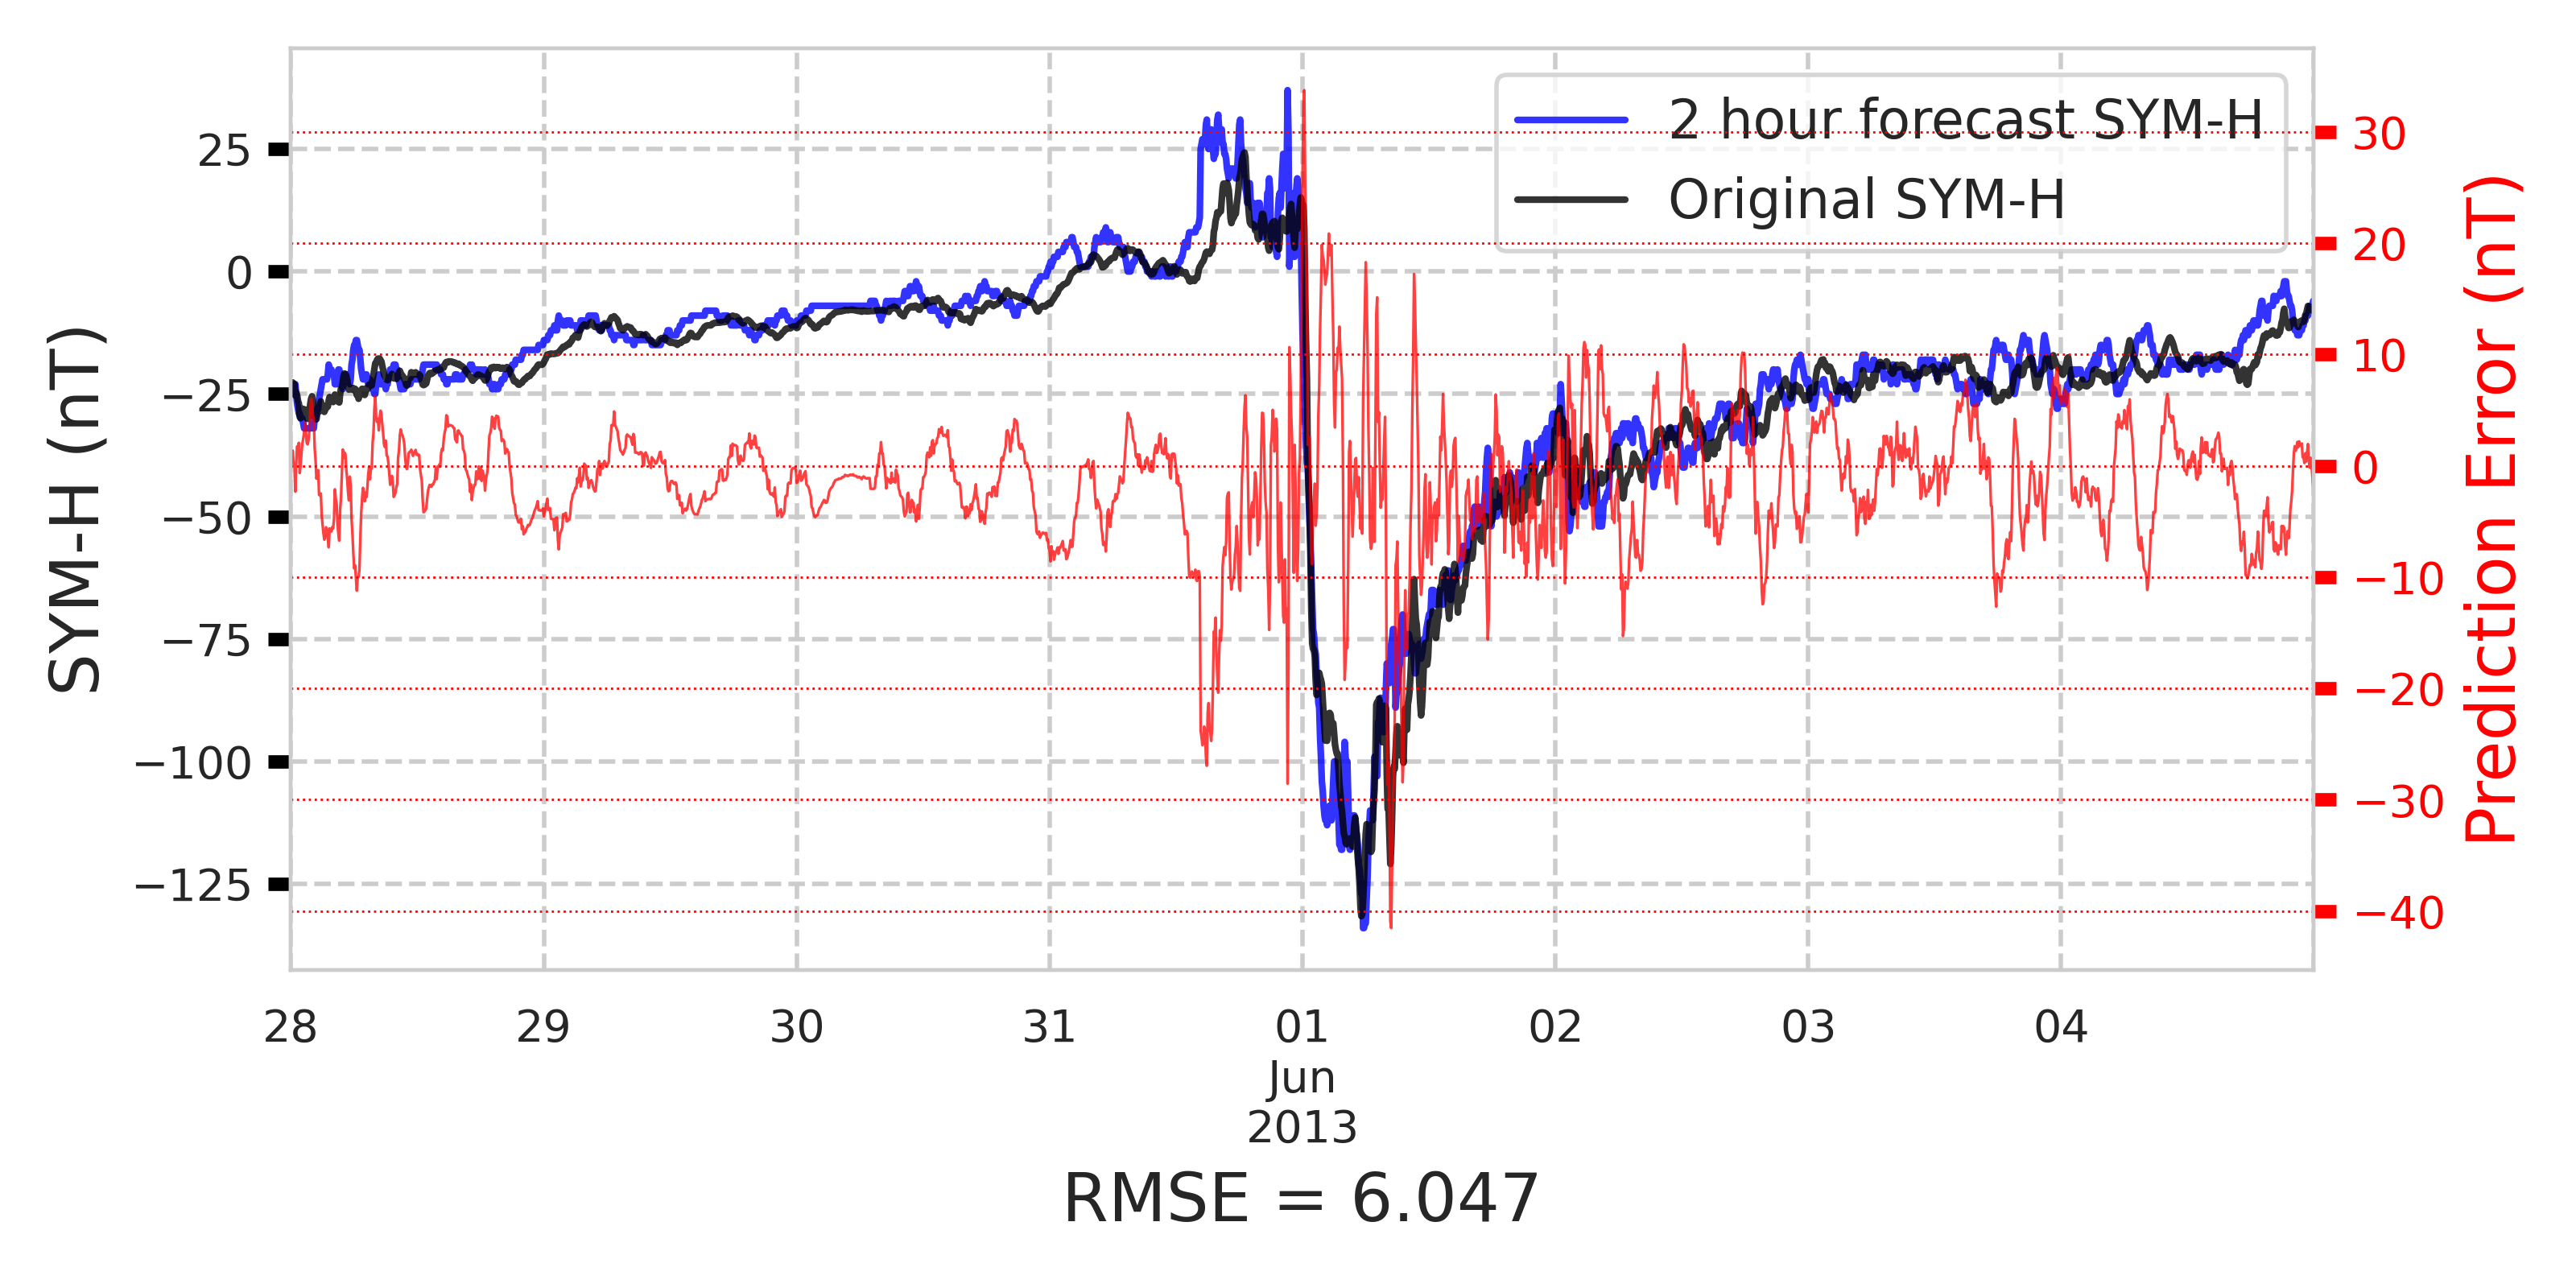 2 hour forecast SYM-H
Original SYM-H
SYM-H (nT)
25
0
−25
−50
−75
−100
−125
Prediction Error (nT)
30
20
10
0
−10
−20
−30
−40
28 29 30 31 01 02 03 04
Jun
2013
RMSE = 6.047